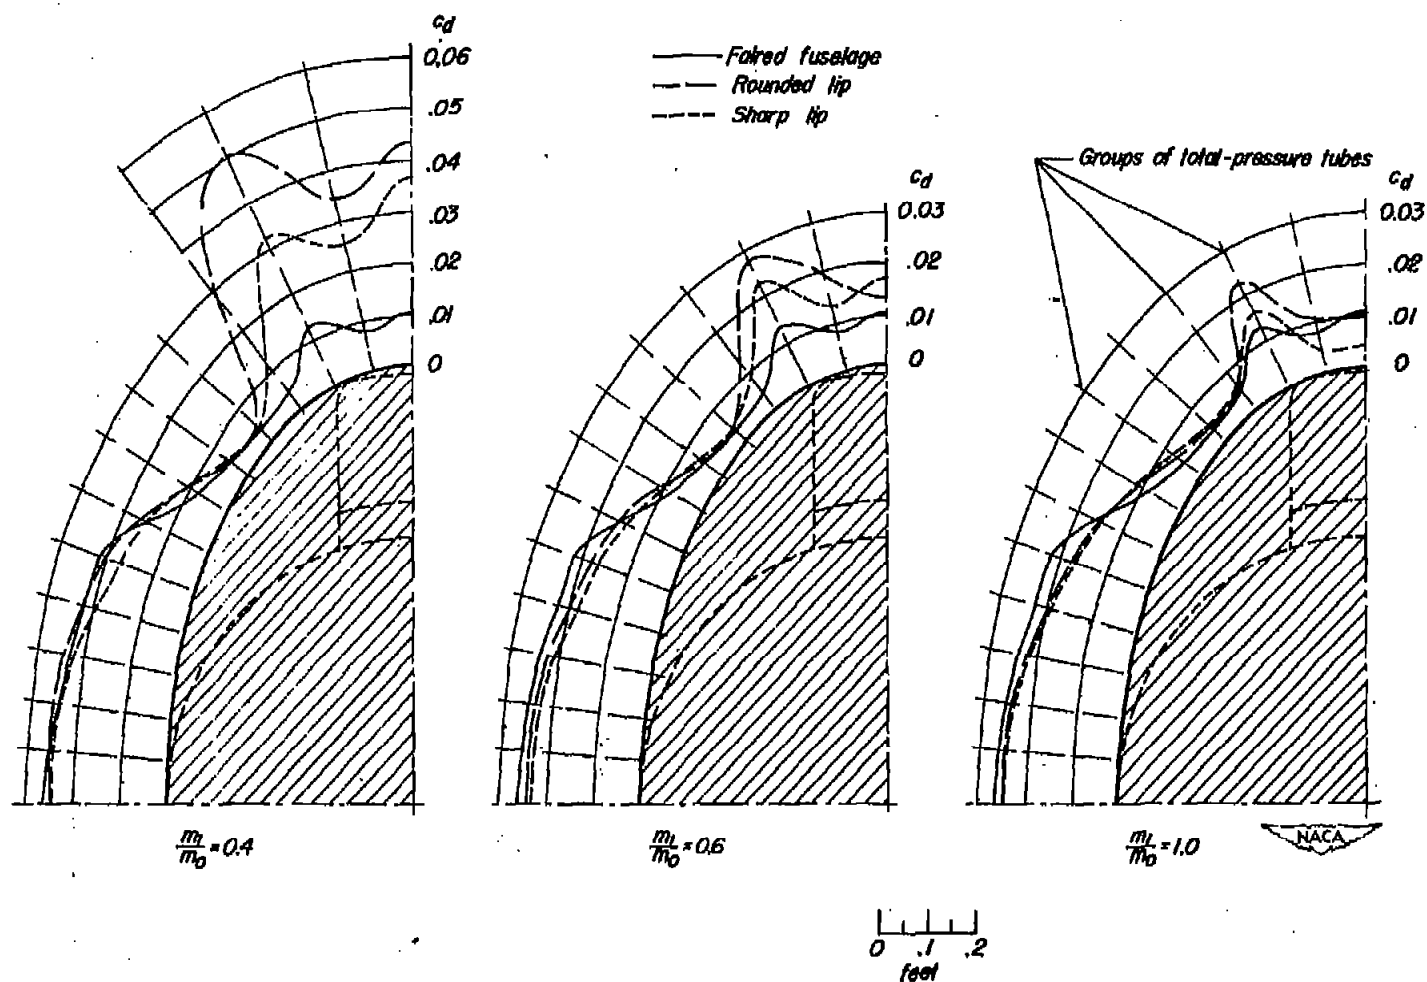 Faired fuselage
Rounded lip
Sharp lip
Groups of total-pressure tubes
cd
0.06
.05
.04
.03
.02
.01
0
cd
0.03
.02
.01
0
cd
0.03
.02
.01
0
m1/m0 = 0.4
m1/m0 = 0.6
m1/m0 = 1.0
NACA
0 .1 .2
feet